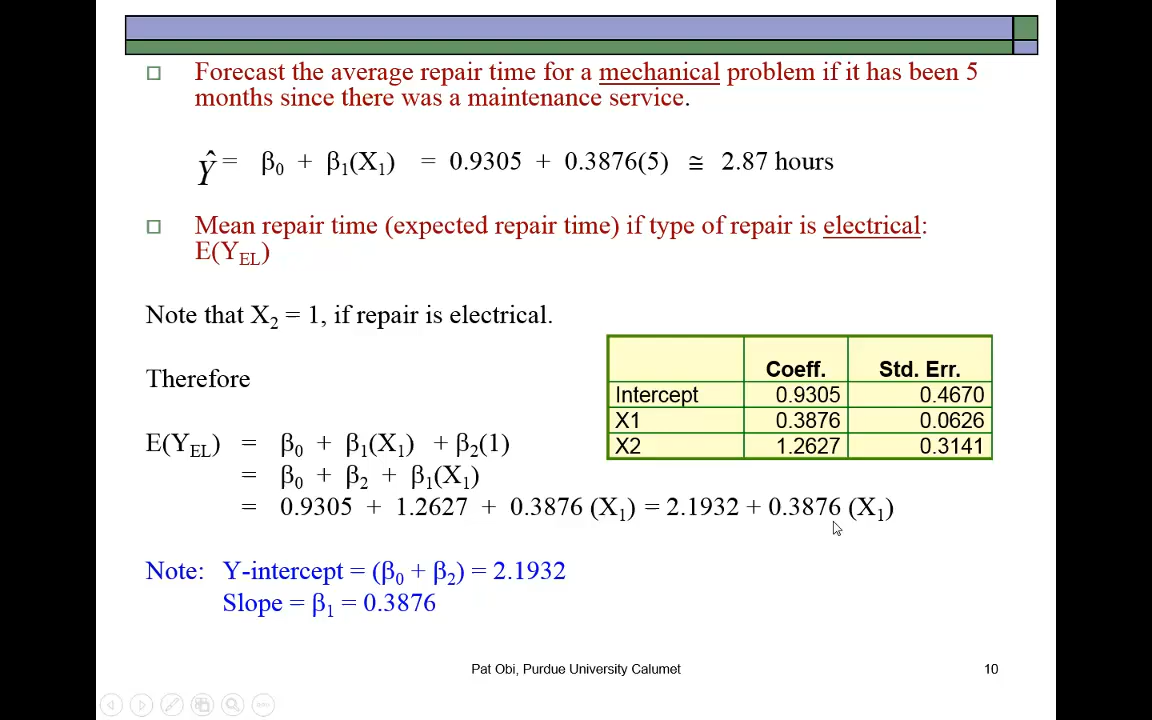 Forecast the average repair time for a mechanical problem if it has been 5
months since there was a maintenance service.
Ŷ = β₀ + β₁(X₁) = 0.9305 + 0.3876(5) ≅ 2.87 hours
Mean repair time (expected repair time) if type of repair is electrical:
E(Y_EL)
Note that X₂ = 1, if repair is electrical.
Therefore
Coeff. Std. Err.
Intercept 0.9305 0.4670
X1 0.3876 0.0626
X2 1.2627 0.3141
E(Y_EL) = β₀ + β₁(X₁) + β₂(1)
= β₀ + β₂ + β₁(X₁)
= 0.9305 + 1.2627 + 0.3876 (X₁) = 2.1932 + 0.3876 (X₁)
Note: Y-intercept = (β₀ + β₂) = 2.1932
Slope = β₁ = 0.3876
Pat Obi, Purdue University Calumet 10